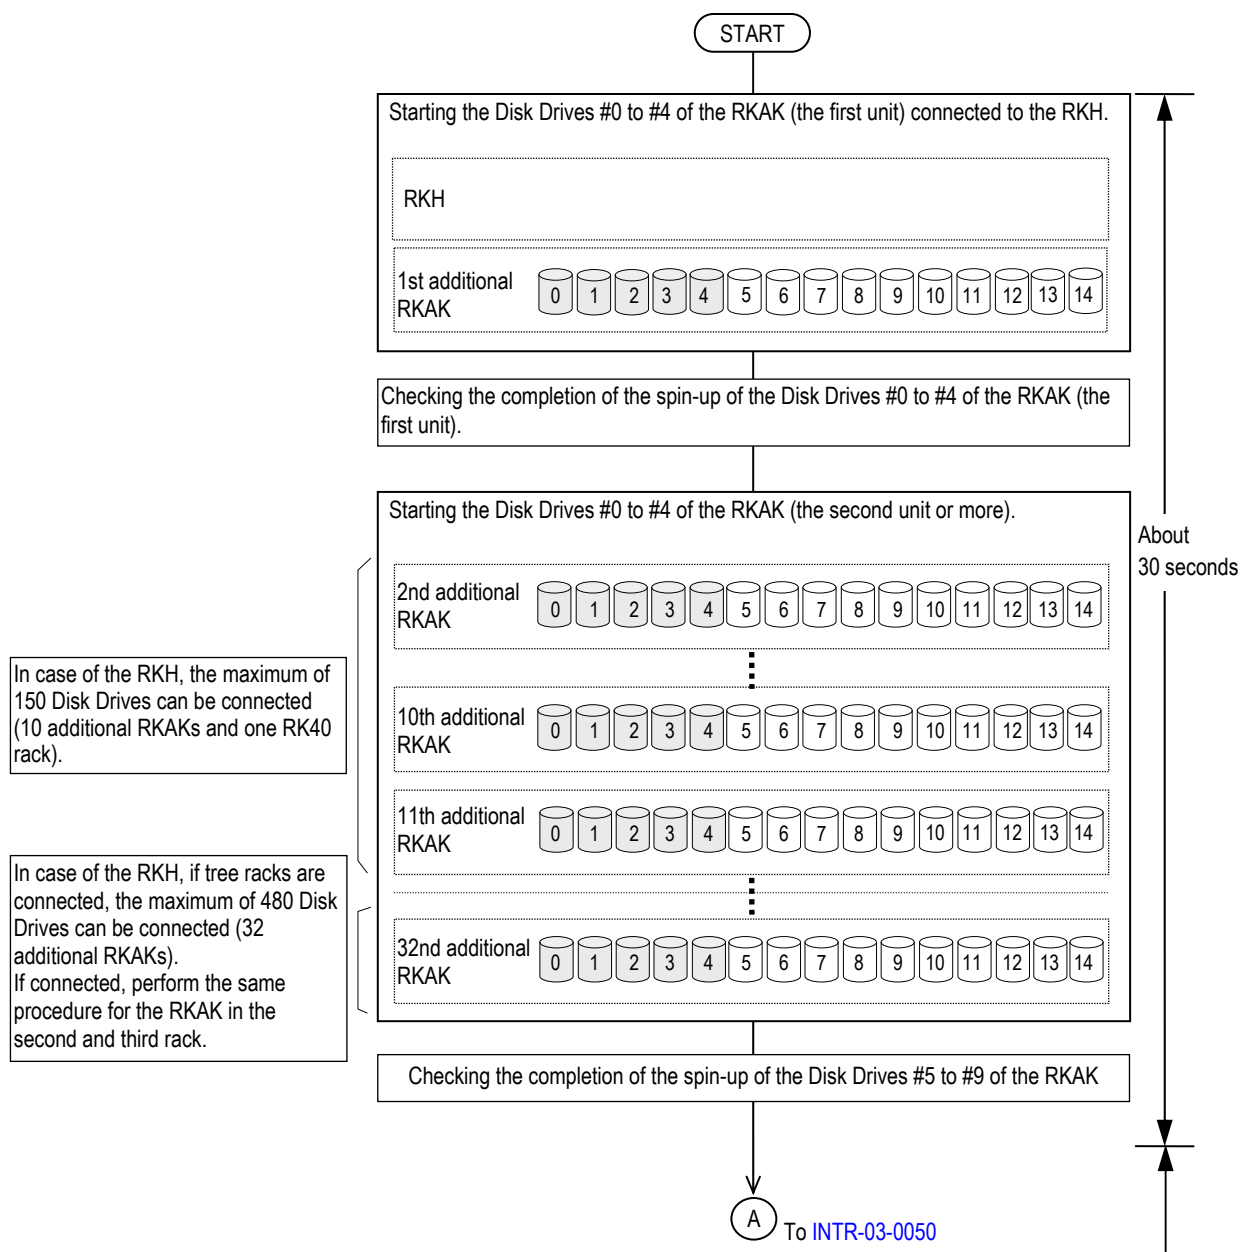 START
Starting the Disk Drives #0 to #4 of the RKAK (the first unit) connected to the RKH.
RKH
1st additional
RKAK
0 1 2 3 4 5 6 7 8 9 10 11 12 13 14
Checking the completion of the spin-up of the Disk Drives #0 to #4 of the RKAK (the
first unit).
Starting the Disk Drives #0 to #4 of the RKAK (the second unit or more).
About
30 seconds
2nd additional
RKAK
0 1 2 3 4 5 6 7 8 9 10 11 12 13 14
In case of the RKH, the maximum of
150 Disk Drives can be connected
(10 additional RKAKs and one RK40
rack).
10th additional
RKAK
0 1 2 3 4 5 6 7 8 9 10 11 12 13 14
11th additional
RKAK
0 1 2 3 4 5 6 7 8 9 10 11 12 13 14
In case of the RKH, if tree racks are
connected, the maximum of 480 Disk
Drives can be connected (32
additional RKAKs).
If connected, perform the same
procedure for the RKAK in the
second and third rack.
32nd additional
RKAK
0 1 2 3 4 5 6 7 8 9 10 11 12 13 14
Checking the completion of the spin-up of the Disk Drives #5 to #9 of the RKAK
A
To INTR-03-0050